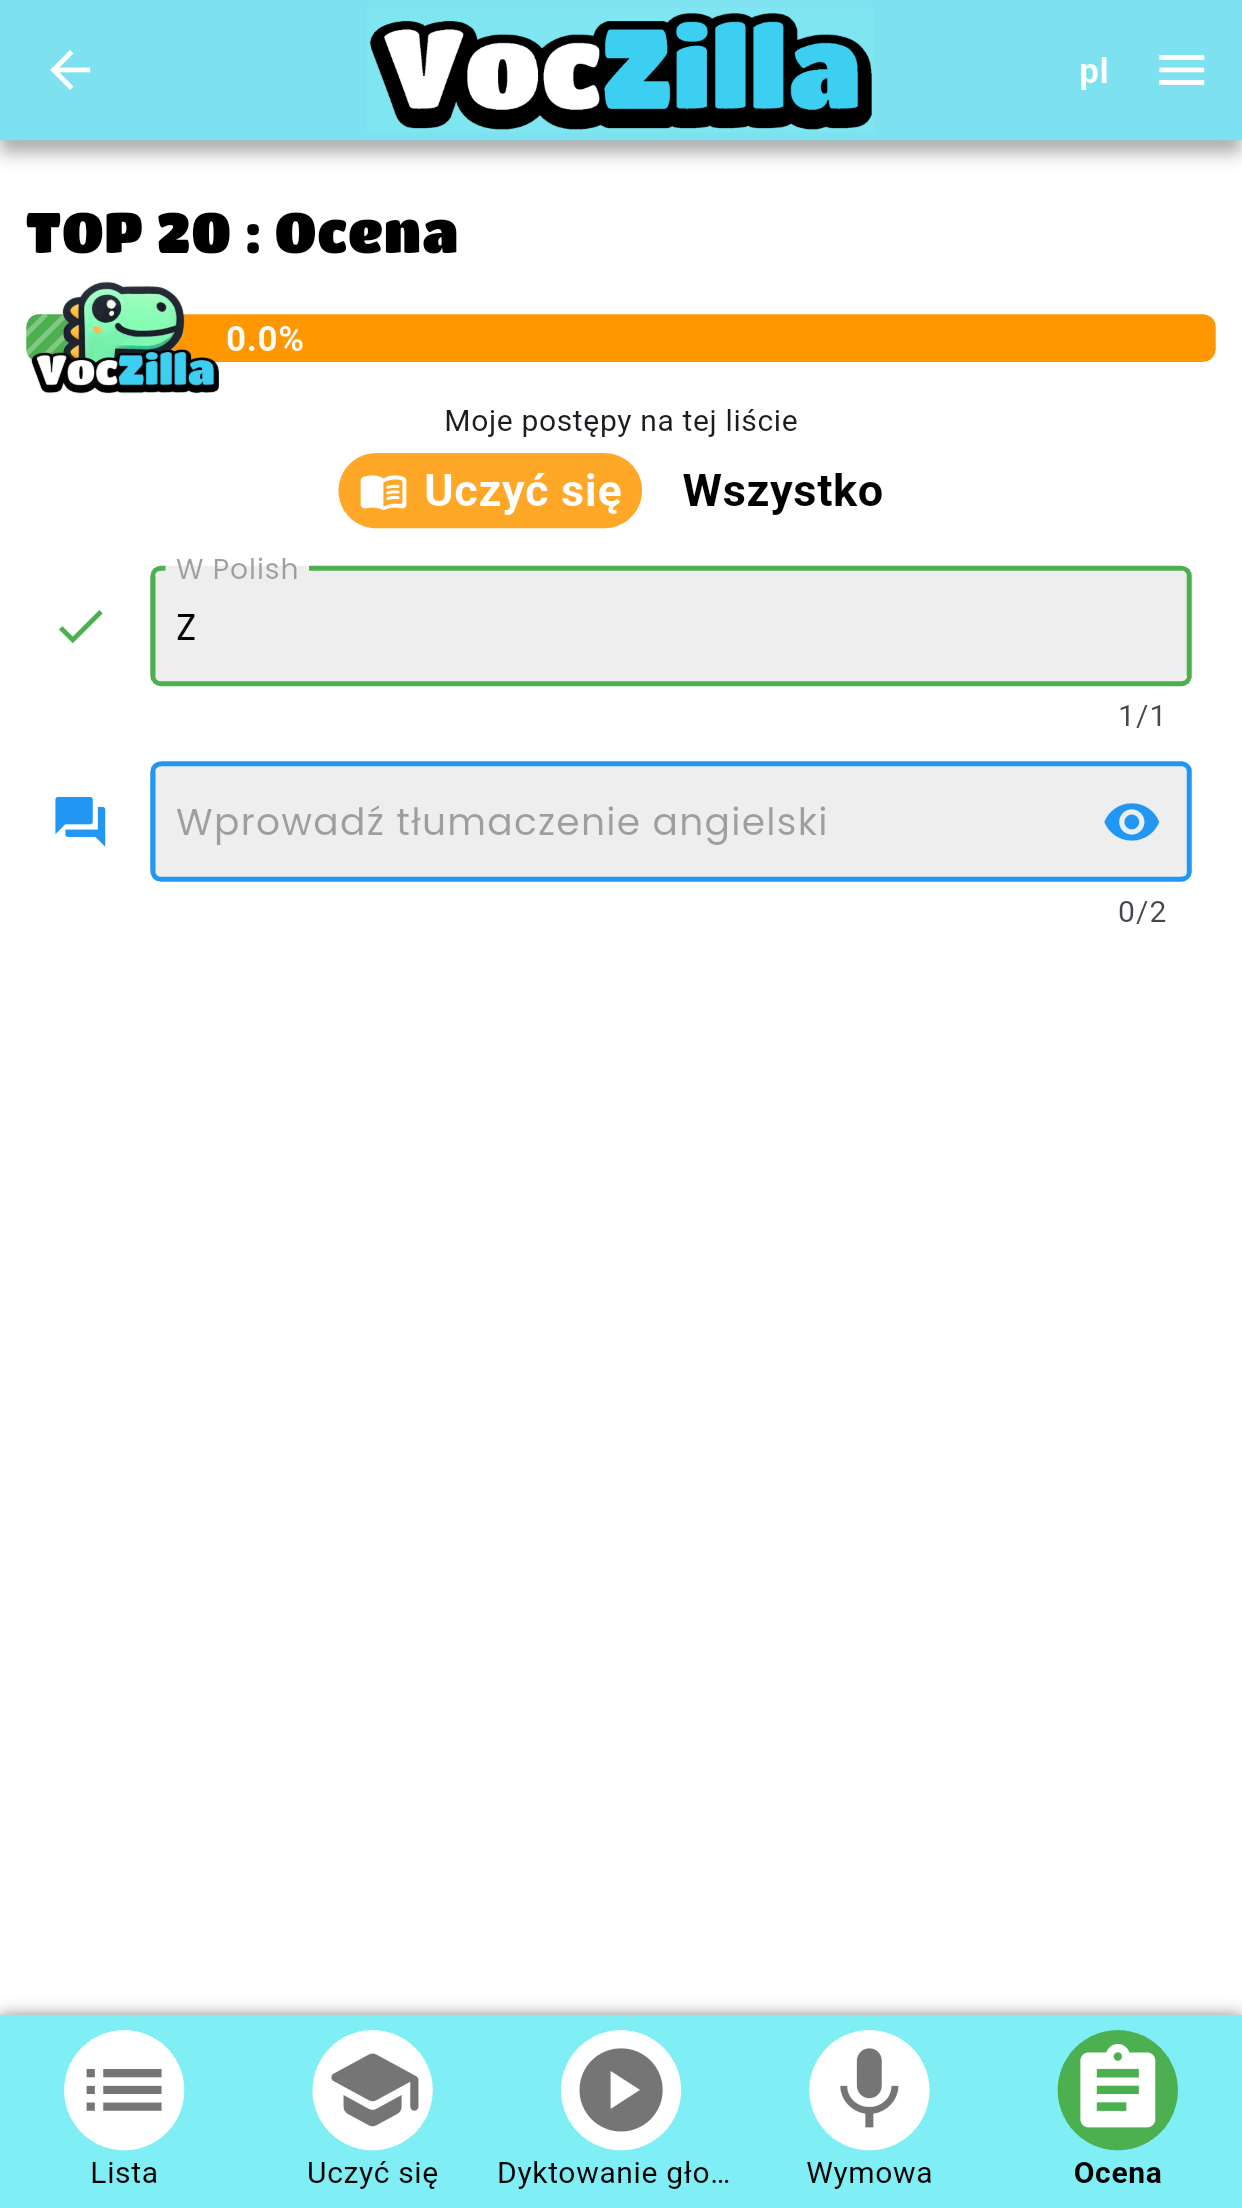 VocZilla
pl
TOP 20 : Ocena
0.0%
VocZilla
Moje postępy na tej liście
Uczyć się
Wszystko
W Polish
Z
1/1
Wprowadź tłumaczenie angielski
0/2
Lista
Uczyć się
Dyktowanie gło...
Wymowa
Ocena